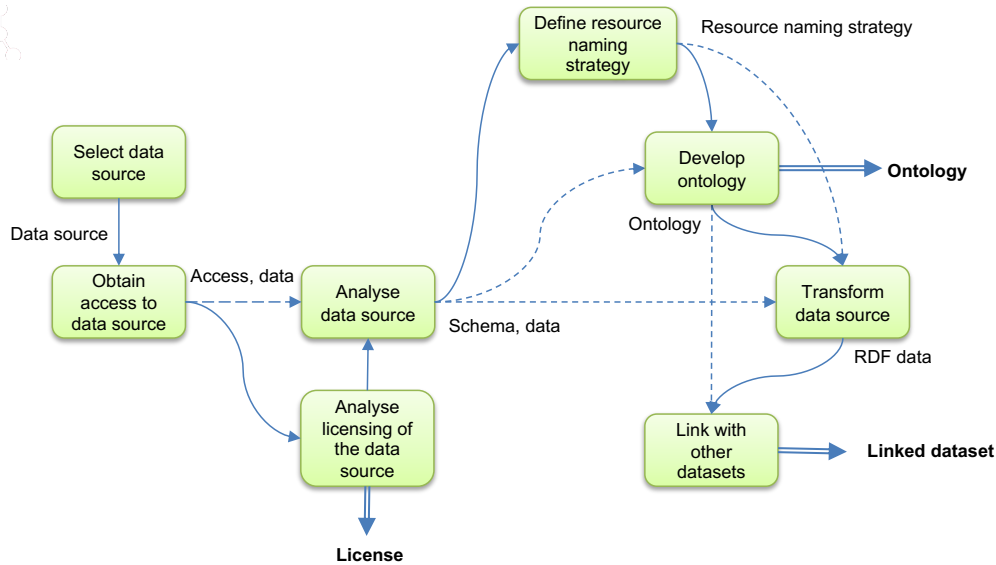 Define resource
naming
strategy
Resource naming strategy
Select data
source
Develop
ontology
Ontology
Data source
Ontology
Obtain
access to
data source
Access, data
Analyse
data source
Schema, data
Transform
data source
RDF data
Analyse
licensing of
the data
source
Link with
other
datasets
Linked dataset
License